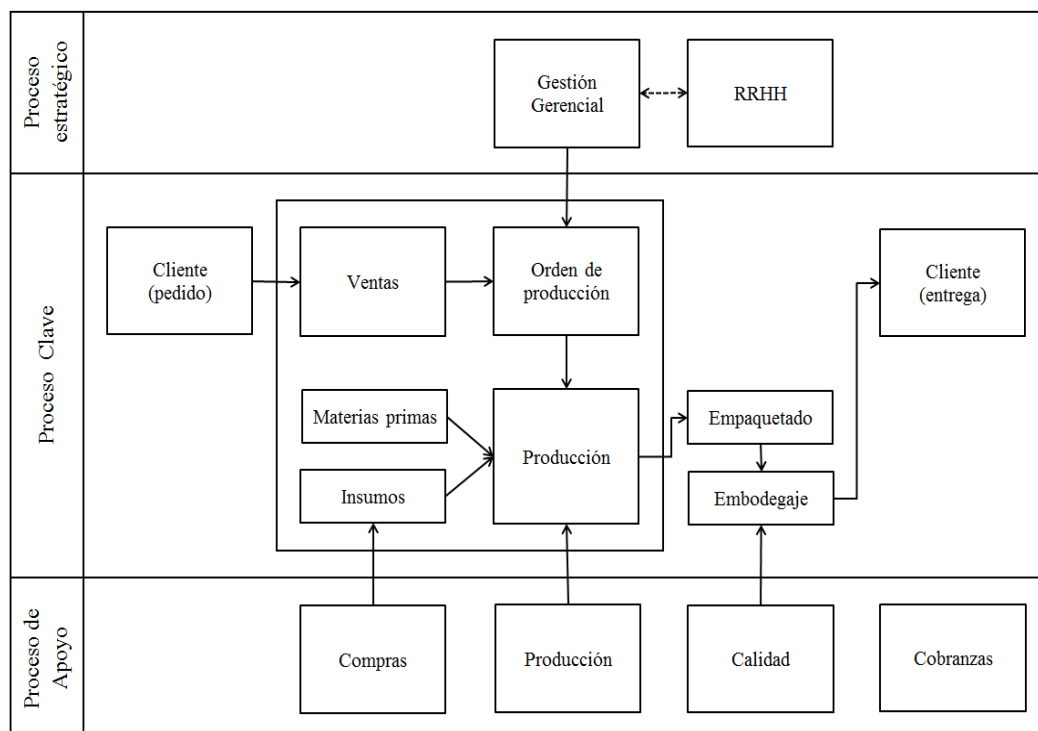 Proceso
estratégico
Gestión
Gerencial
RRHH
Proceso Clave
Cliente
(pedido)
Ventas
Orden de
producción
Cliente
(entrega)
Materias primas
Insumos
Producción
Empaquetado
Embodegaje
Proceso de
Apoyo
Compras
Producción
Calidad
Cobranzas